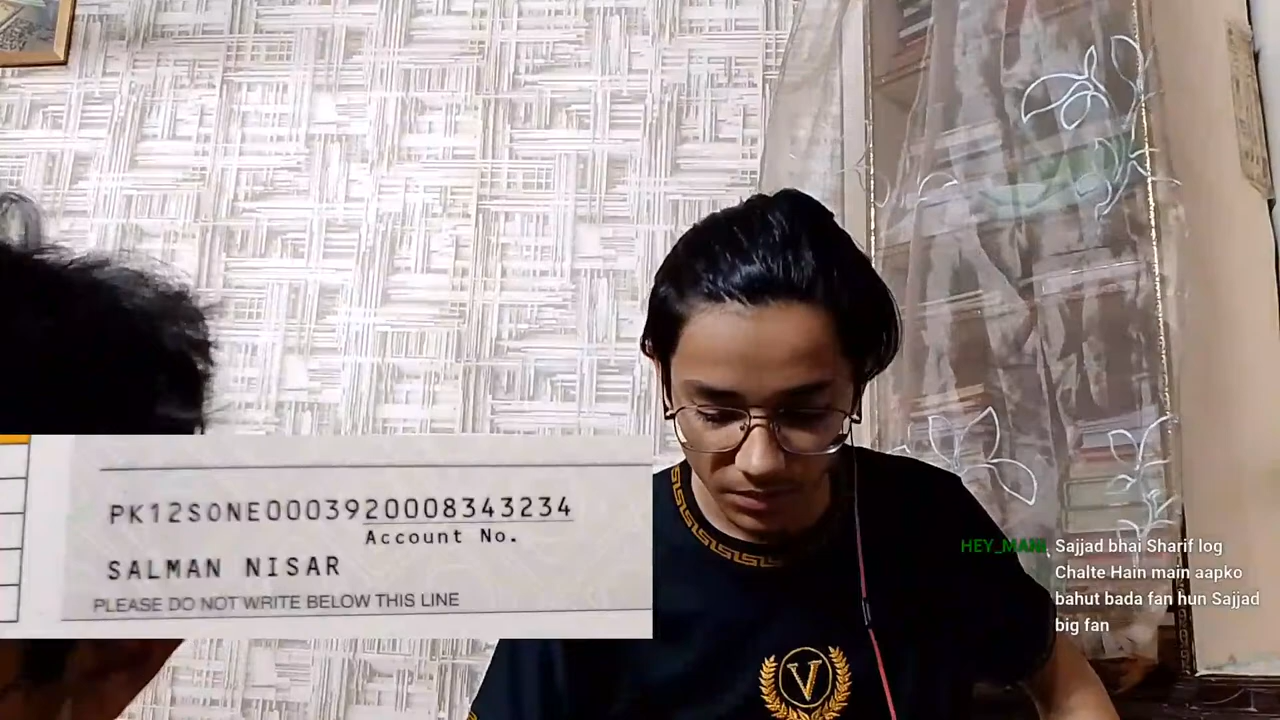 PK12SONE0003920008343234
Account No.
SALMAN NISAR
PLEASE DO NOT WRITE BELOW THIS LINE
V
HEY_MANI Sajjad bhai Sharif log
Chalte Hain main aapko
bahut bada fan hun Sajjad
big fan